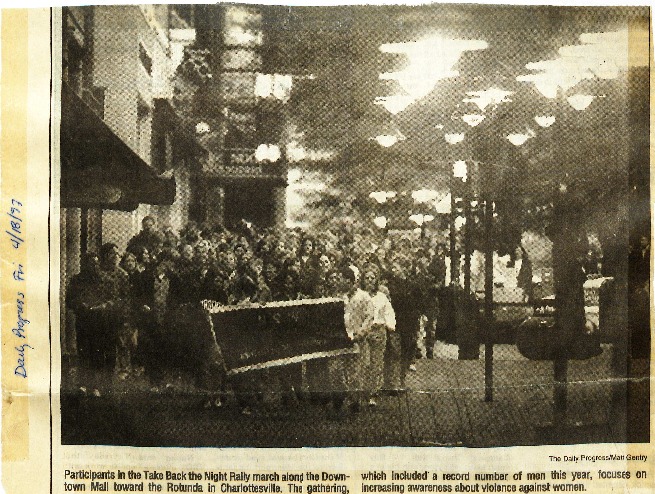 Daily Progress Fri 4/18/97
The Daily Progress/Matt Gentry
Participants in the Take Back the Night Rally march along the Down-
town Mall toward the Rotunda in Charlottesville. The gathering,
which included a record number of men this year, focuses on
increasing awareness about violence against women.